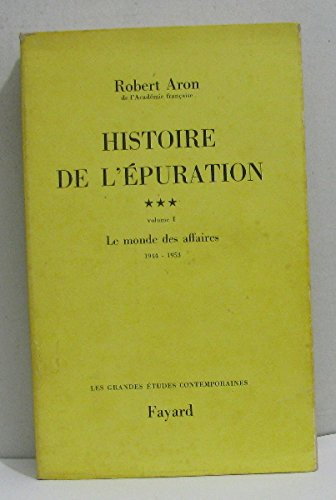 Robert Aron
de l'Académie française
HISTOIRE
DE L'ÉPURATION
★★★
volume I
Le monde des affaires
1944 - 1953
LES GRANDES ÉTUDES CONTEMPORAINES
Fayard